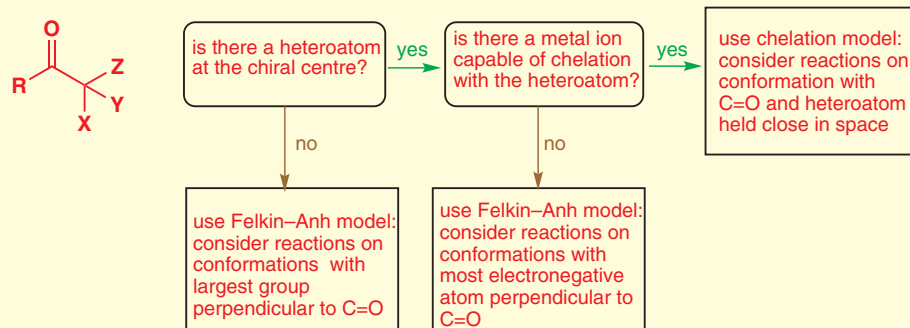 O
R
Z
Y
X
is there a heteroatom
at the chiral centre?
yes
is there a metal ion
capable of chelation
with the heteroatom?
yes
use chelation model:
consider reactions on
conformation with
C=O and heteroatom
held close in space
no
no
use Felkin–Anh model:
consider reactions on
conformations with
largest group
perpendicular to C=O
use Felkin–Anh model:
consider reactions on
conformations with
most electronegative
atom perpendicular to
C=O